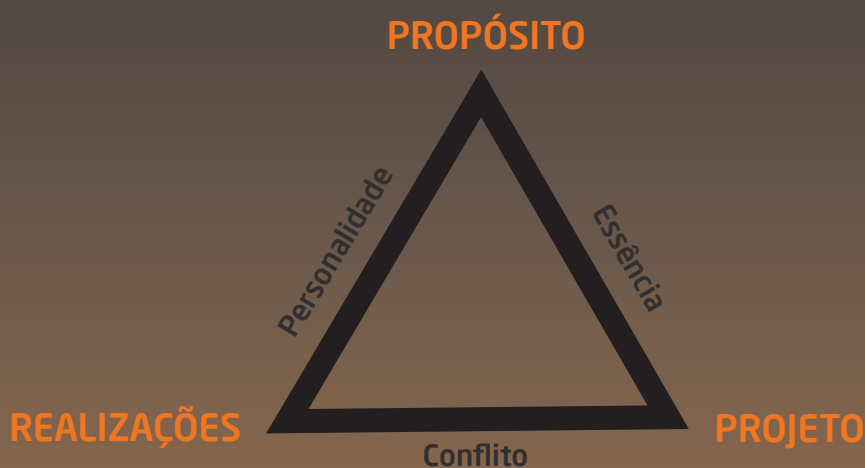 PROPÓSITO
Personalidade
Essência
REALIZAÇÕES
PROJETO
Conflito